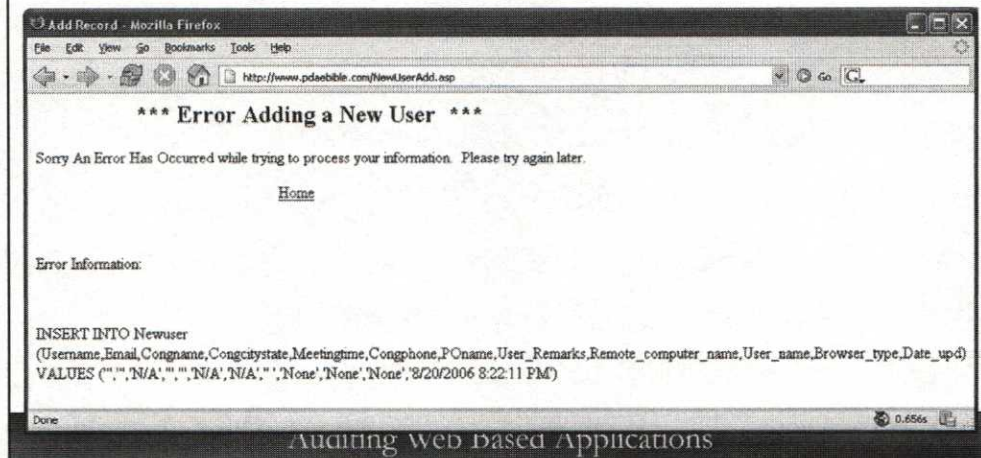 Add Record - Mozilla Firefox
File Edit View Go Bookmarks Tools Help
http://www.pdaebible.com/NewUserAdd.asp Go
*** Error Adding a New User ***
Sorry An Error Has Occurred while trying to process your information. Please try again later.
Home
Error Information:
INSERT INTO Newuser
(Username,Email,Congname,Congcitystate,Meetingtime,Congphone,POname,User_Remarks,Remote_computer_name,User_name,Browser_type,Date_upd)
VALUES ('','','N/A','','','N/A','N/A','' ','None','None','None','8/20/2006 8:22:11 PM')
Done 0.656s
Auditing Web Based Applications